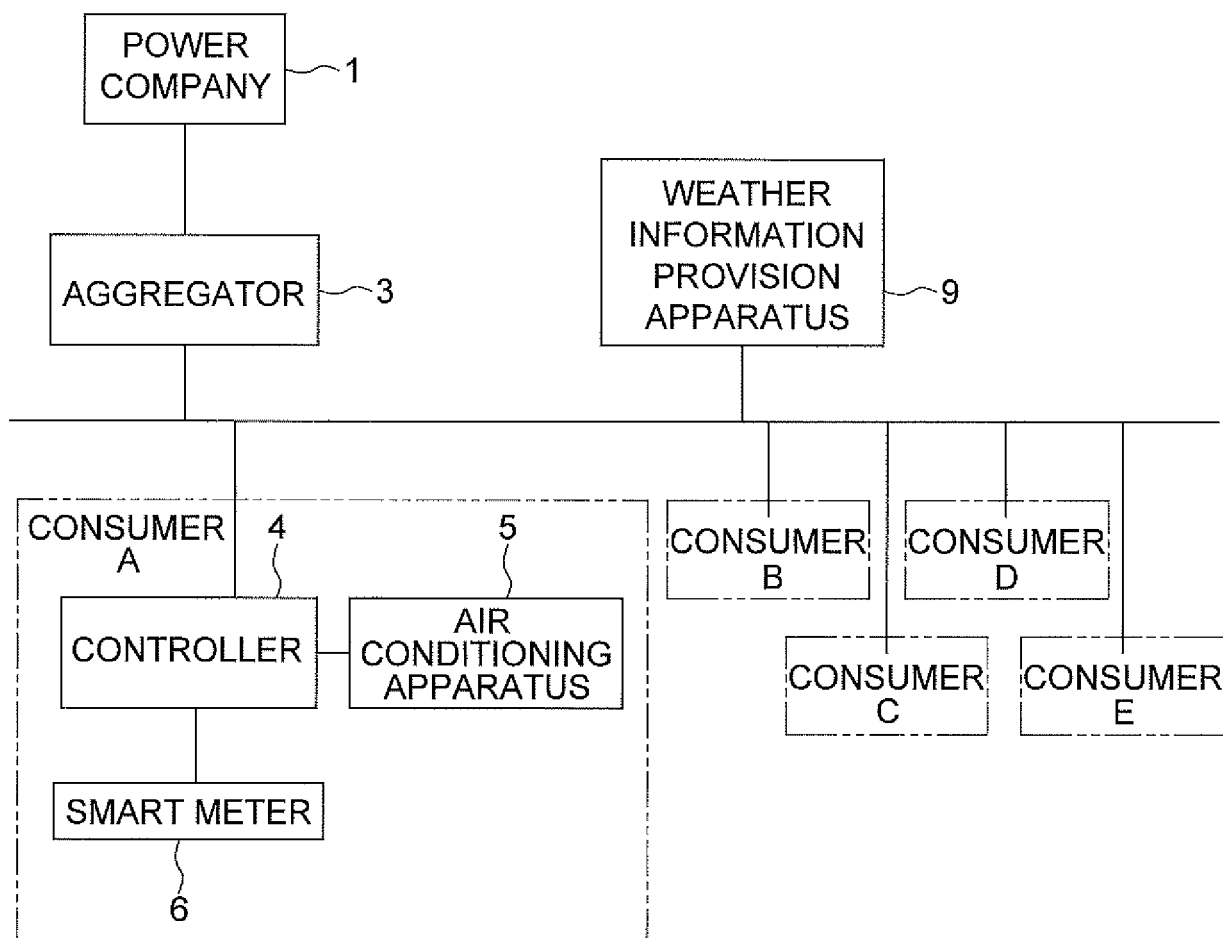 POWER
COMPANY
1
WEATHER
INFORMATION
PROVISION
APPARATUS
9
AGGREGATOR
3
CONSUMER
A
4
5
CONTROLLER
AIR
CONDITIONING
APPARATUS
SMART METER
6
CONSUMER
B
CONSUMER
D
CONSUMER
C
CONSUMER
E